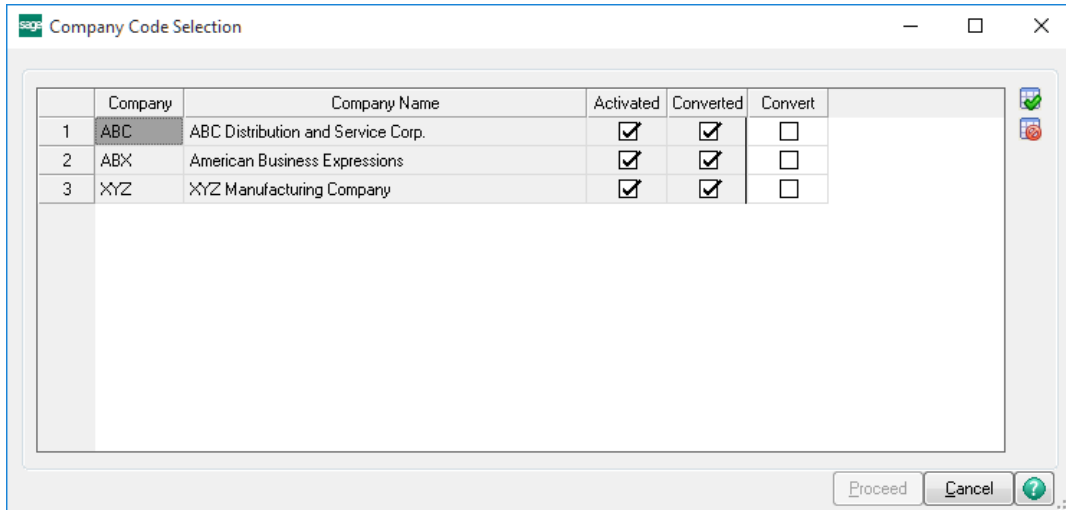 sage Company Code Selection
Company Company Name Activated Converted Convert
1 ABC ABC Distribution and Service Corp.
2 ABX American Business Expressions
3 XYZ XYZ Manufacturing Company
Proceed Cancel ?